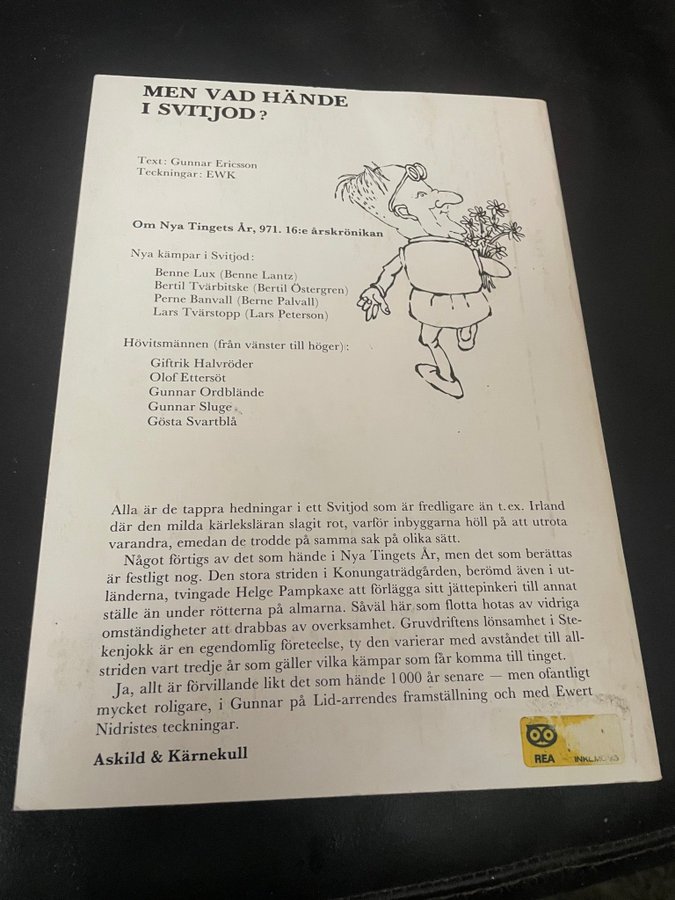 MEN VAD HÄNDE
I SVITJOD?
Text: Gunnar Ericsson
Teckningar: EWK
Om Nya Tingets År, 971. 16:e årskrönikan
Nya kämpar i Svitjod:
Benne Lux (Benne Lantz)
Bertil Tvärbitske (Bertil Östergren)
Perne Banvall (Berne Palvall)
Lars Tvärstopp (Lars Peterson)
Hövitsmännen (från vänster till höger):
Giftrik Halvröder
Olof Ettersöt
Gunnar Ordblände
Gunnar Sluge
Gösta Svartblå
Alla är de tappra hedningar i ett Svitjod som är fredligare än t.ex. Irland
där den milda kärleksläran slagit rot, varför inbyggarna höll på att utrota
varandra, emedan de trodde på samma sak på olika sätt.
Något förtigs av det som hände i Nya Tingets År, men det som berättas
är festligt nog. Den stora striden i Konungaträdgården, berömd även i ut-
länderna, tvingade Helge Pampkaxe att förlägga sitt jättepinkeri till annat
ställe än under rötterna på almarna. Såväl här som flotta hotas av vidriga
omständigheter att drabbas av overksamhet. Gruvdriftens lönsamhet i Ste-
kenjokk är en egendomlig företeelse, ty den varierar med avståndet till all-
striden vart tredje år som gäller vilka kämpar som får komma till tinget.
Ja, allt är förvillande likt det som hände 1000 år senare — men ofantligt
mycket roligare, i Gunnar på Lid-arrendes framställning och med Ewert
Nidristes teckningar.
Askild & Kärnekull
REA INKL.